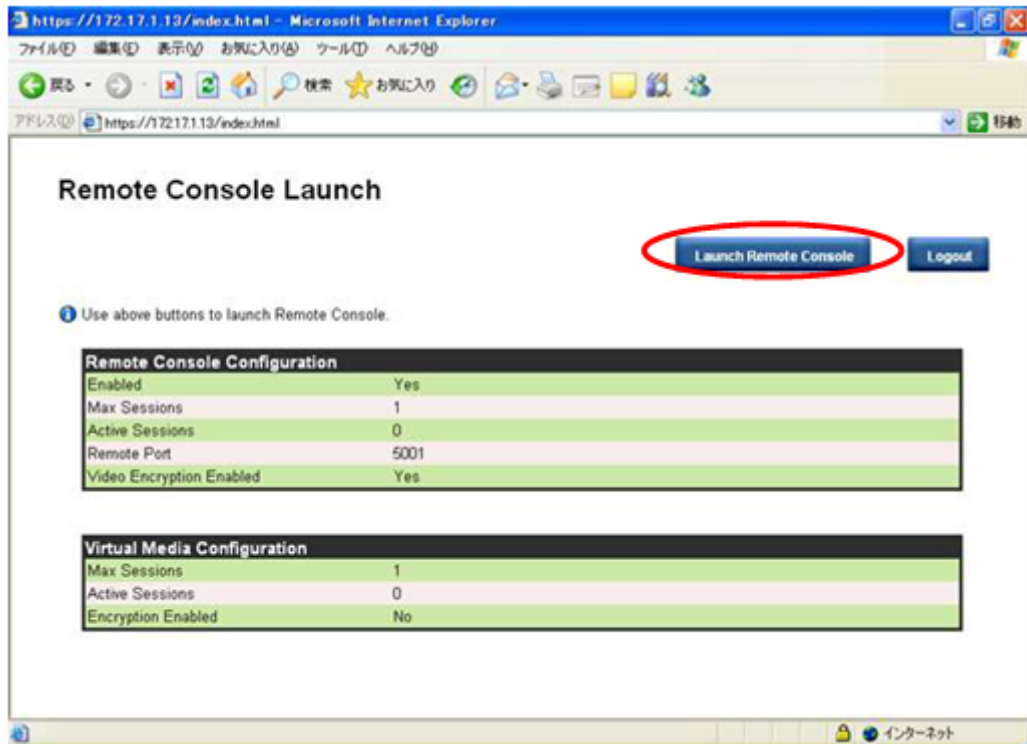 https://172.17.1.13/index.html - Microsoft Internet Explorer
ファイル(F) 編集(E) 表示(V) お気に入り(A) ツール(T) ヘルプ(H)
戻る 検索 お気に入り
アドレス(D) https://172.17.1.13/index.html 移動
Remote Console Launch
Launch Remote Console Logout
Use above buttons to launch Remote Console.
Remote Console Configuration
Enabled Yes
Max Sessions 1
Active Sessions 0
Remote Port 5001
Video Encryption Enabled Yes
Virtual Media Configuration
Max Sessions 1
Active Sessions 0
Encryption Enabled No
インターネット